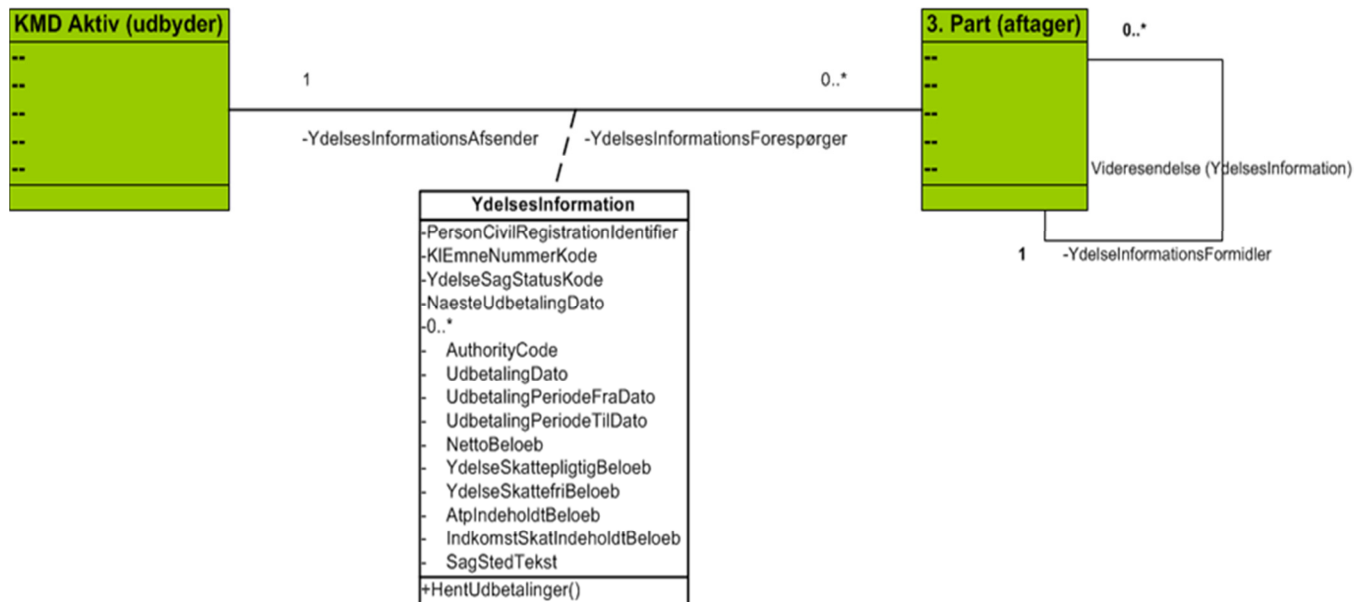 KMD Aktiv (udbyder)
--
--
--
--
--
1
0..*
-YdelsesInformationsAfsender
-YdelsesInformationsForespørger
3. Part (aftager)
--
--
--
--
--
0..*
Videresendelse (YdelsesInformation)
1
-YdelseInformationsFormidler
YdelsesInformation
-PersonCivilRegistrationIdentifier
-KlEmneNummerKode
-YdelseSagStatusKode
-NaesteUdbetalingDato
-0..*
- AuthorityCode
- UdbetalingDato
- UdbetalingPeriodeFraDato
- UdbetalingPeriodeTilDato
- NettoBeloeb
- YdelseSkattepligtigBeloeb
- YdelseSkattefriBeloeb
- AtpIndeholdtBeloeb
- IndkomstSkatIndeholdtBeloeb
- SagStedTekst
+HentUdbetalinger()